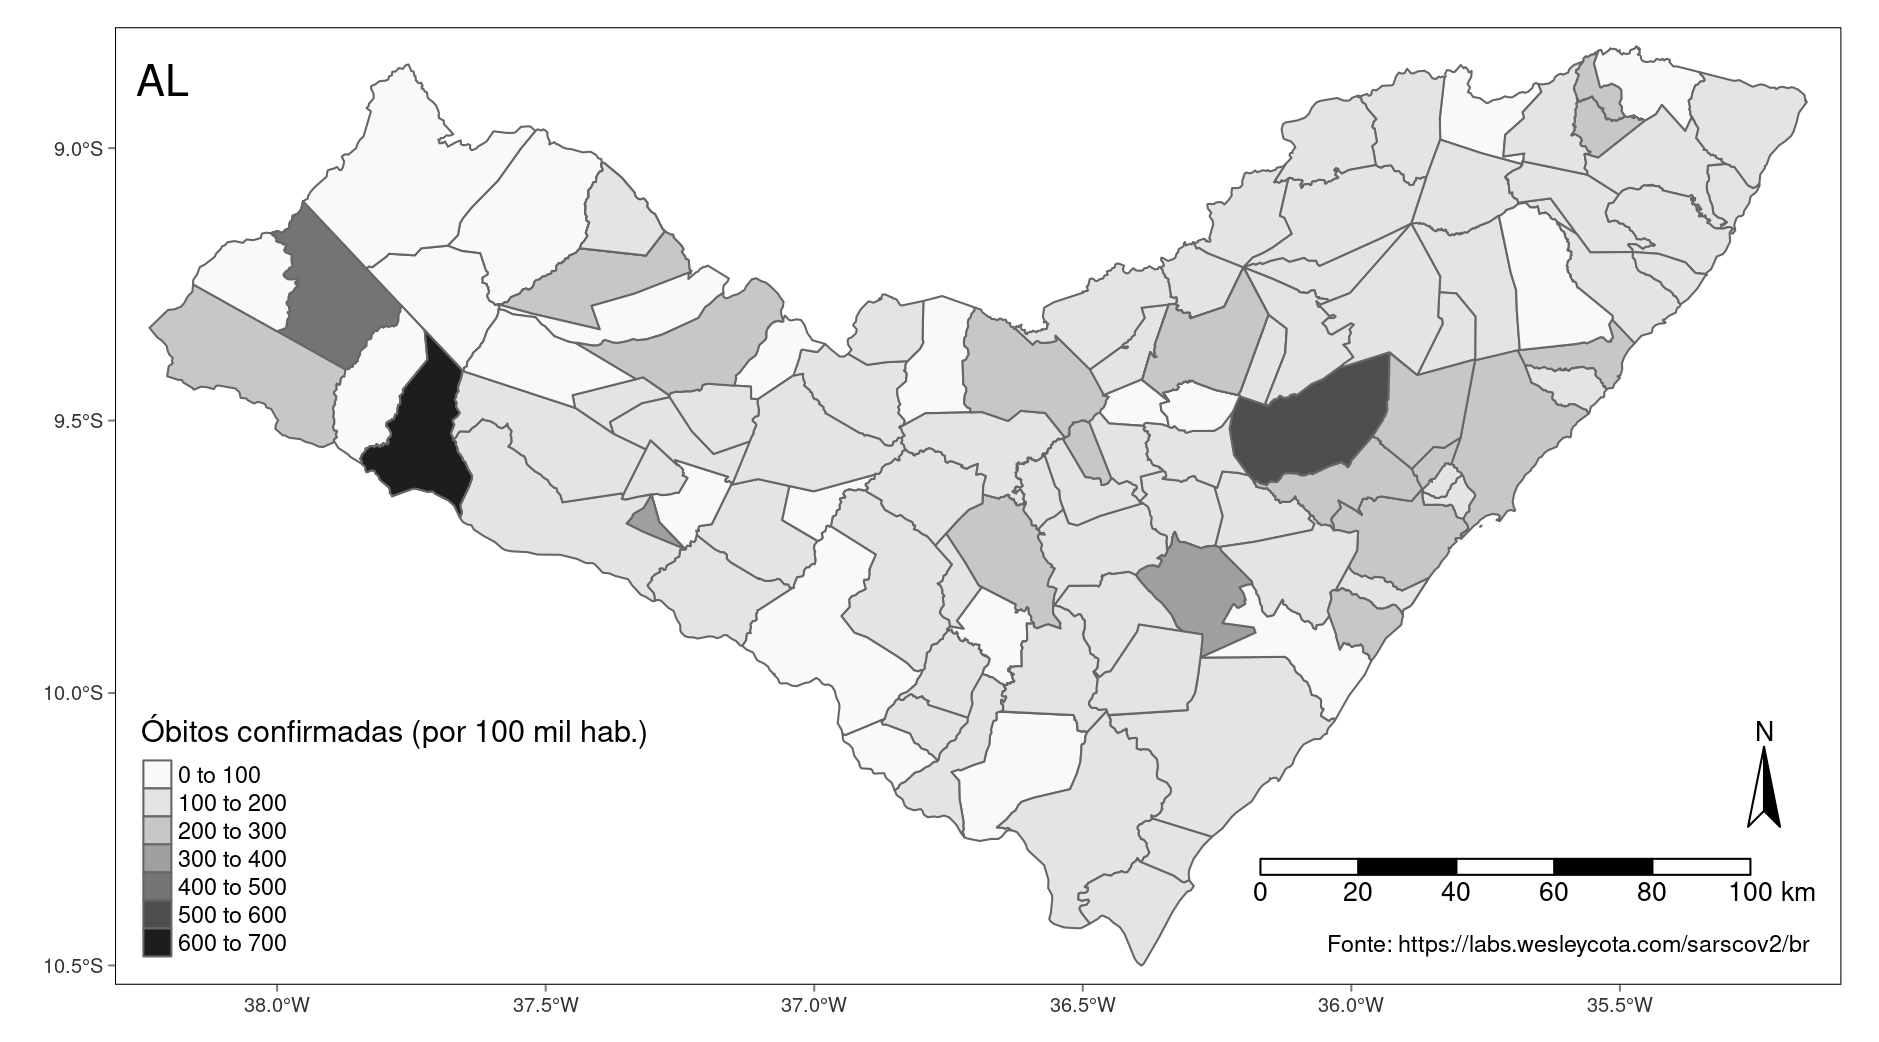 AL
9.0°S
9.5°S
10.0°S
10.5°S
Óbitos confirmadas (por 100 mil hab.)
0 to 100
100 to 200
200 to 300
300 to 400
400 to 500
500 to 600
600 to 700
N
0 20 40 60 80 100 km
Fonte: https://labs.wesleycota.com/sarscov2/br
38.0°W 37.5°W 37.0°W 36.5°W 36.0°W 35.5°W